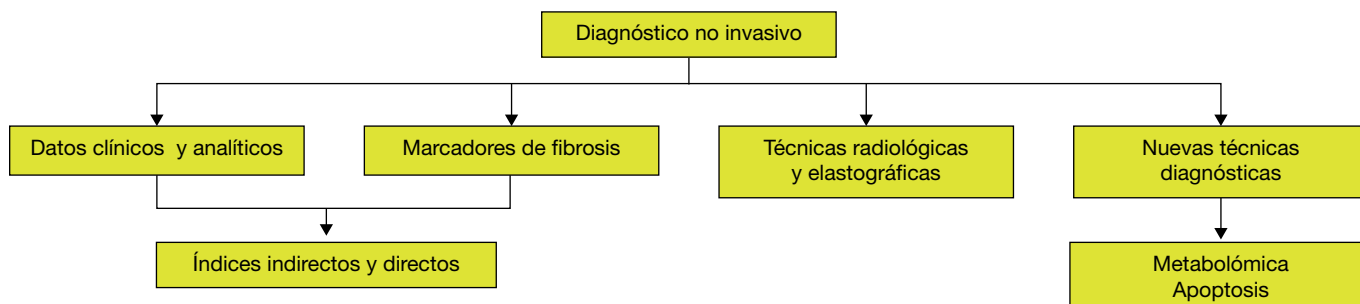 Diagnóstico no invasivo
Datos clínicos y analíticos
Marcadores de fibrosis
Técnicas radiológicas
y elastográficas
Nuevas técnicas
diagnósticas
Índices indirectos y directos
Metabolómica
Apoptosis